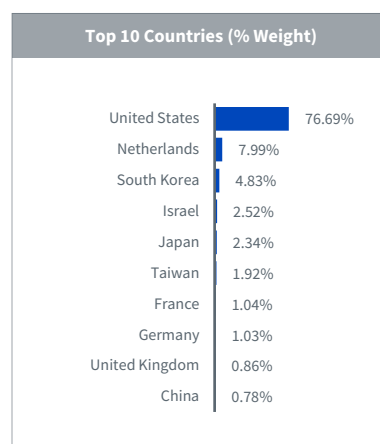 Top 10 Countries (% Weight)
United States 76.69%
Netherlands 7.99%
South Korea 4.83%
Israel 2.52%
Japan 2.34%
Taiwan 1.92%
France 1.04%
Germany 1.03%
United Kingdom 0.86%
China 0.78%